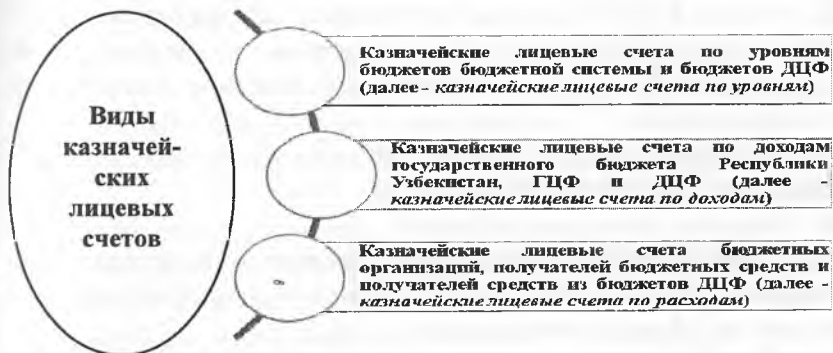 Виды
казначей-
ских
лицевых
счетов
Казначейские лицевые счета по уровням
бюджетов бюджетной системы и бюджетов ДЦФ
(далее - казначейские лицевые счета по уровням)
Казначейские лицевые счета по доходам
государственного бюджета Республики
Узбекистан, ГЦФ и ДЦФ (далее -
казначейские лицевые счета по доходам)
Казначейские лицевые счета бюджетных
организаций, получателей бюджетных средств и
получателей средств из бюджетов ДЦФ (далее -
казначейские лицевые счета по расходам)